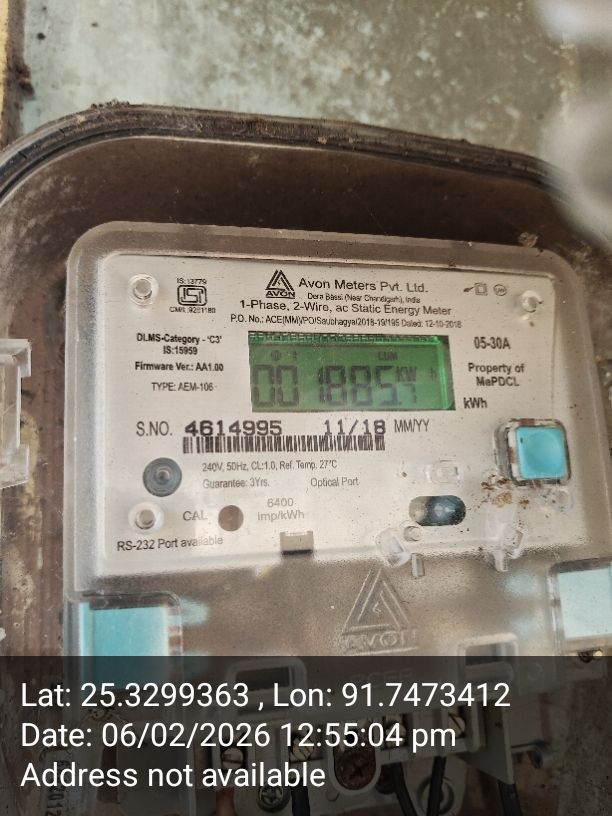 IS:13779
ISI
CM/L:9221180
AVON
Avon Meters Pvt. Ltd.
Dera Bassi (Near Chandigarh), India
1-Phase, 2-Wire, ac Static Energy Meter
P.O. No.: ACE(MM)/PO/Saubhagya/2018-19/195 Dated: 12-10-2018
DLMS-Category - 'C3'
IS:15959
Firmware Ver.: AA1.00
TYPE: AEM-106
CUM
KW h
05-30A
Property of
MePDCL
kWh
S.NO. 4614995 11/18 MM/YY
240V, 50Hz, CL:1.0, Ref. Temp. 27°C
Guarantee: 3Yrs. Optical Port
CAL
6400
imp/kWh
RS-232 Port available
AVON
Lat: 25.3299363 , Lon: 91.7473412
Date: 06/02/2026 12:55:04 pm
Address not available